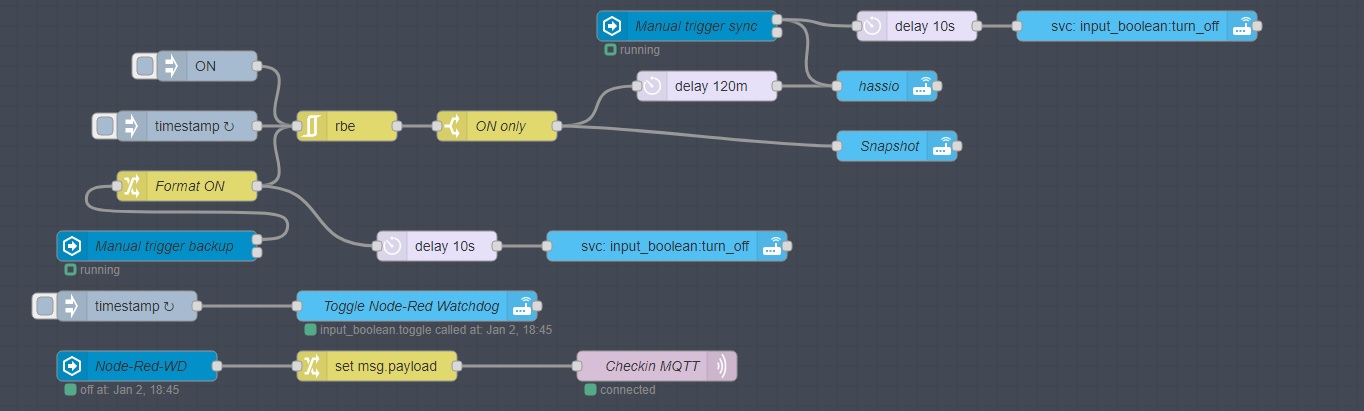 Manual trigger sync
delay 10s
svc: input_boolean:turn_off
running
ON
delay 120m
hassio
timestamp ↻
rbe
ON only
Snapshot
Format ON
Manual trigger backup
delay 10s
svc: input_boolean:turn_off
running
timestamp ↻
Toggle Node-Red Watchdog
input_boolean.toggle called at: Jan 2, 18:45
Node-Red-WD
set msg.payload
Checkin MQTT
off at: Jan 2, 18:45
connected